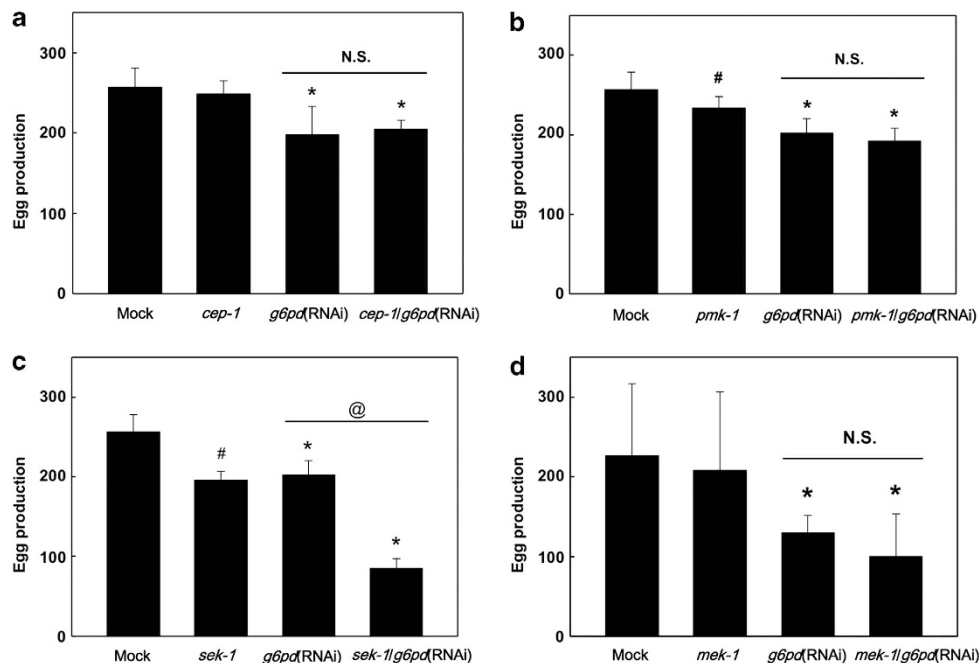 a
300
200
100
0
Egg production
N.S.
*
*
Mock cep-1 g6pd(RNAi) cep-1/g6pd(RNAi)
b
300
200
100
0
Egg production
N.S.
#
*
*
Mock pmk-1 g6pd(RNAi) pmk-1/g6pd(RNAi)
c
300
200
100
0
Egg production
@
#
*
*
Mock sek-1 g6pd(RNAi) sek-1/g6pd(RNAi)
d
300
200
100
0
Egg production
N.S.
*
*
Mock mek-1 g6pd(RNAi) mek-1/g6pd(RNAi)